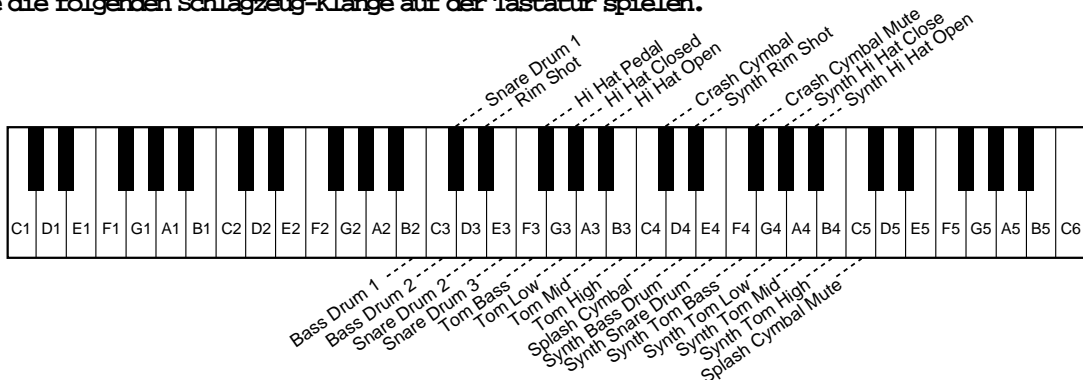 die folgenden Schlagzeug-Klänge auf der Tastatur spielen.
Snare Drum 1
Rim Shot
Hi Hat Pedal
Hi Hat Closed
Hi Hat Open
Crash Cymbal
Synth Rim Shot
Crash Cymbal Mute
Synth Hi Hat Close
Synth Hi Hat Open
C1 D1 E1 F1 G1 A1 B1 C2 D2 E2 F2 G2 A2 B2 C3 D3 E3 F3 G3 A3 B3 C4 D4 E4 F4 G4 A4 B4 C5 D5 E5 F5 G5 A5 B5 C6
Bass Drum 1
Bass Drum 2
Snare Drum 2
Snare Drum 3
Tom Bass
Tom Low
Tom Mid
Tom High
Splash Cymbal
Synth Bass Drum
Synth Snare Drum
Synth Tom Bass
Synth Tom Low
Synth Tom Mid
Synth Tom High
Splash Cymbal Mute